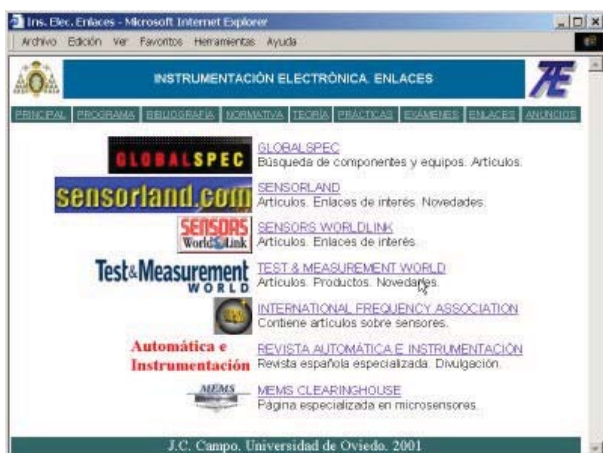 Ins. Elec. Enlaces - Microsoft Internet Explorer
Archivo Edición Ver Favoritos Herramientas Ayuda
INSTRUMENTACIÓN ELECTRÓNICA. ENLACES
PRINCIPAL PROGRAMA BIBLIOGRAFIA NORMATIVA TEORÍA PRÁCTICAS EXÁMENES ENLACES ANUNCIOS
GLOBALSPEC GLOBALSPEC
Búsqueda de componentes y equipos. Artículos.
sensorland.com SENSORLAND
Artículos. Enlaces de interés. Novedades.
SENSORS SENSORS WORLDLINK
World Link Artículos. Enlaces de interés.
Test&Measurement TEST & MEASUREMENT WORLD
WORLD Artículos. Productos. Novedades.
INTERNATIONAL FREQUENCY ASSOCIATION
Contiene artículos sobre sensores.
Automática e REVISTA AUTOMÁTICA E INSTRUMENTACIÓN
Instrumentación Revista española especializada. Divulgación.
MEMS MEMS CLEARINGHOUSE
Página especializada en microsensores.
J.C. Campo. Universidad de Oviedo. 2001